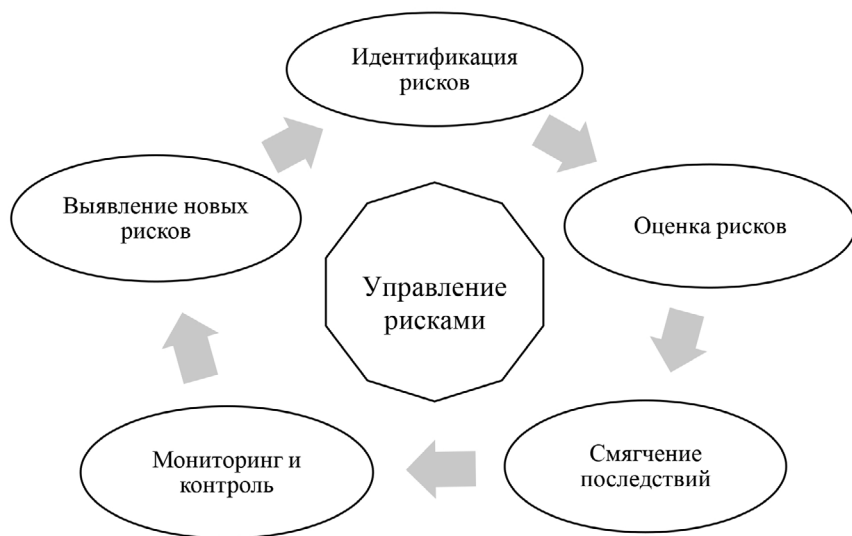 Идентификация
рисков
Оценка рисков
Смягчение
последствий
Мониторинг и
контроль
Выявление новых
рисков
Управление
рисками